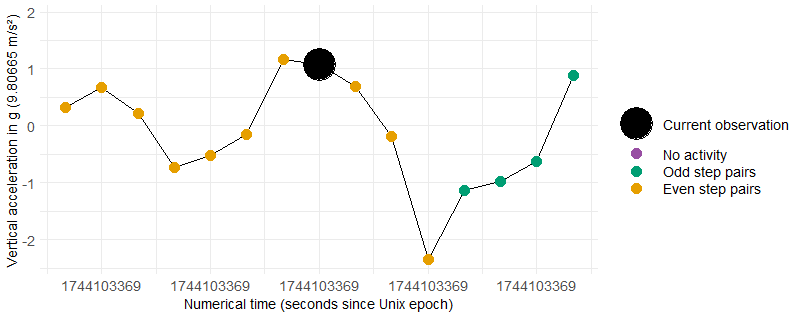 Vertical acceleration in g (9.80665 m/s²)
2
1
0
-1
-2
1744103369 1744103369 1744103369 1744103369 1744103369
Numerical time (seconds since Unix epoch)
Current observation
No activity
Odd step pairs
Even step pairs